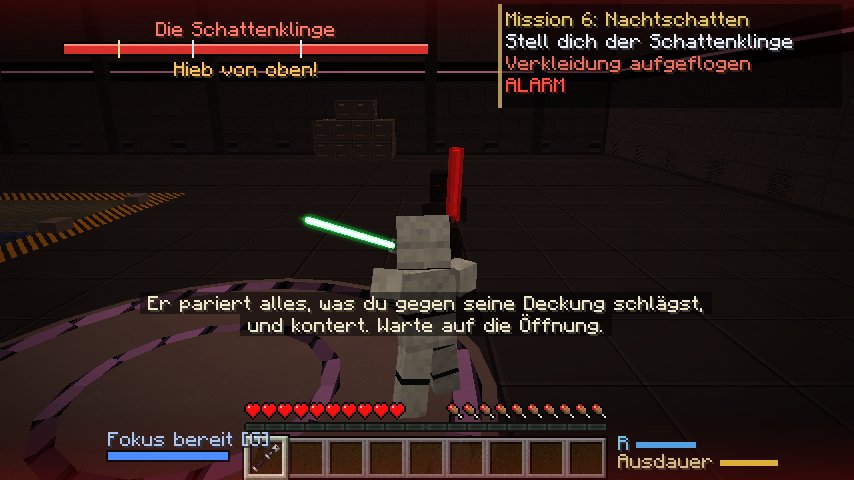 Die Schattenklinge
Hieb von oben!
Mission 6: Nachtschatten
Stell dich der Schattenklinge
Verkleidung aufgeflogen
ALARM
Er pariert alles, was du gegen seine Deckung schlägst,
und kontert. Warte auf die Öffnung.
Fokus bereit [G]
R
Ausdauer